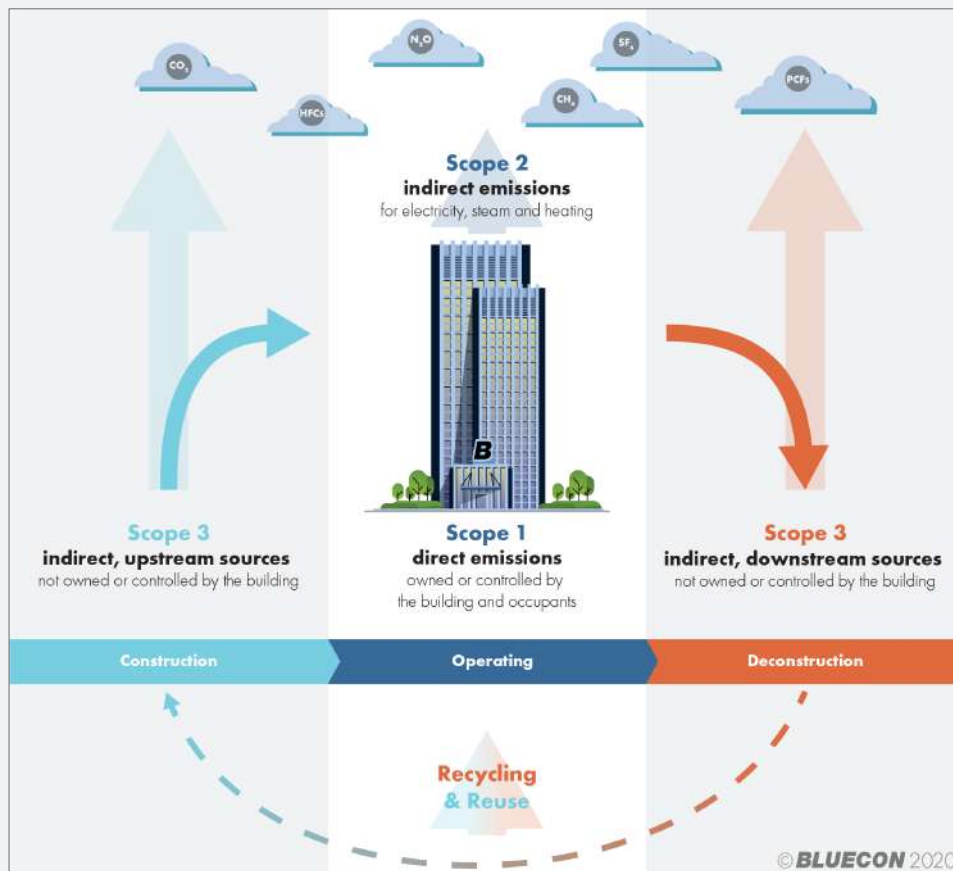 CO₂
N₂O
SF₆
HFCs
CH₄
PCFs
Scope 2
indirect emissions
for electricity, steam and heating
B
Scope 3
indirect, upstream sources
not owned or controlled by the building
Scope 1
direct emissions
owned or controlled by
the building and occupants
Scope 3
indirect, downstream sources
not owned or controlled by the building
Construction
Operating
Deconstruction
Recycling
& Reuse
©BLUECON 2020